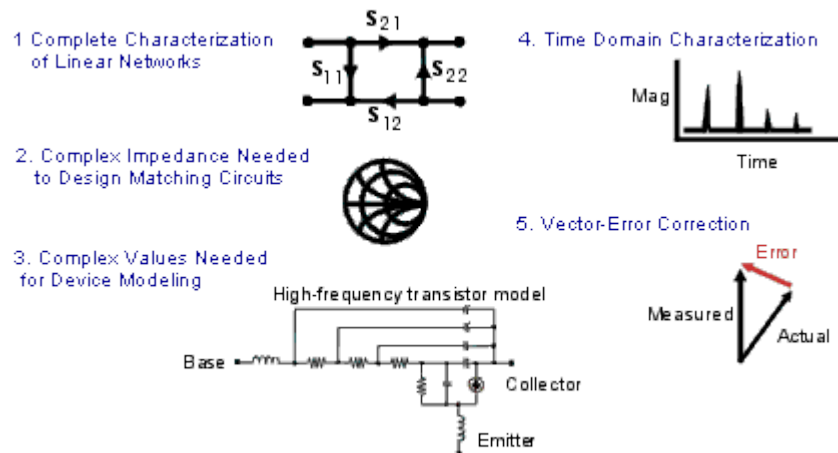 1 Complete Characterization
of Linear Networks
S21
S11
S22
S12
2. Complex Impedance Needed
to Design Matching Circuits
3. Complex Values Needed
for Device Modeling
High-frequency transistor model
Base
Collector
Emitter
4. Time Domain Characterization
Mag
Time
5. Vector-Error Correction
Error
Measured
Actual